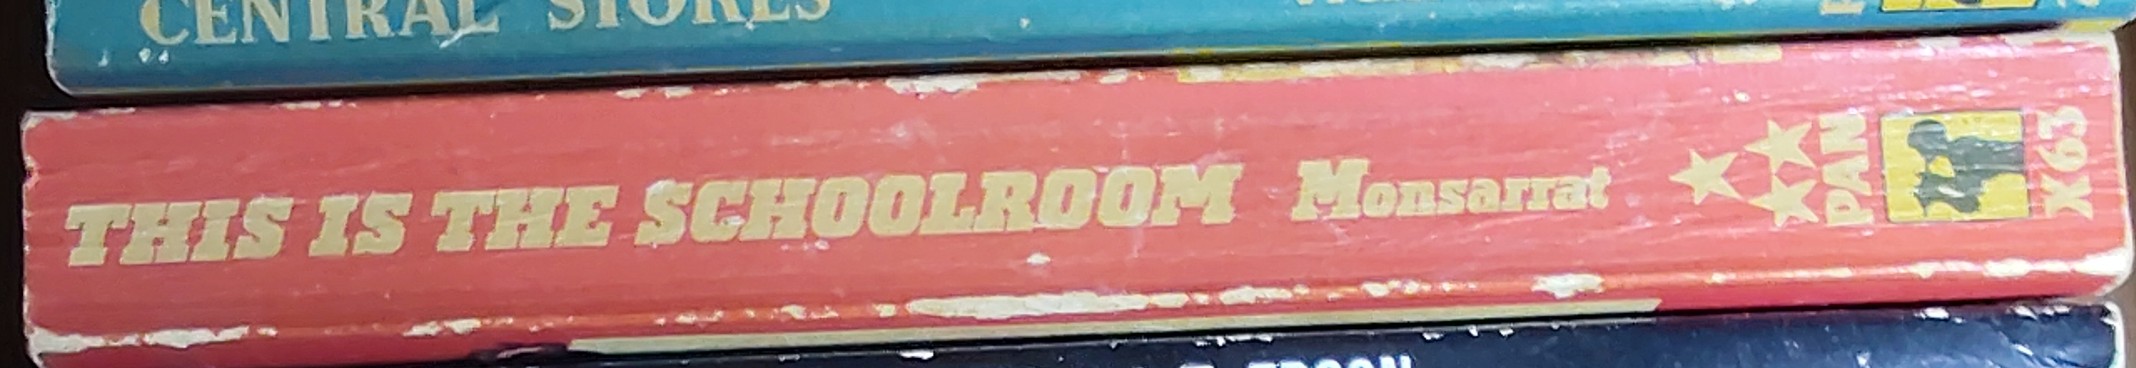 CENTRAL STORES
THIS IS THE SCHOOLROOM Monsarrat PAN X63